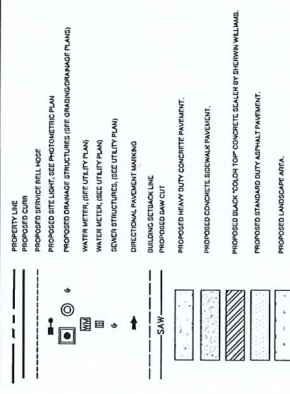 PROPERTY LINE
PROPOSED CURB
PROPOSED SERVICE BELL HOSE
PROPOSED SITE LIGHT, SEE PHOTOMETRIC PLAN
PROPOSED DRAINAGE STRUCTURES (SEE GRADING/DRAINAGE PLANS)
WM WATER METER, (SEE UTILITY PLAN)
WATER METER, (SEE UTILITY PLAN)
SEWER STRUCTURES, (SEE UTILITY PLAN)
DIRECTIONAL PAVEMENT MARKING
BUILDING SETBACK LINE
SAW PROPOSED SAW CUT
PROPOSED HEAVY DUTY CONCRETE PAVEMENT.
PROPOSED CONCRETE SIDEWALK PAVEMENT.
PROPOSED BLACK "COLOR TOP" CONCRETE SEALER BY SHERWIN WILLIAMS.
PROPOSED STANDARD DUTY ASPHALT PAVEMENT.
PROPOSED LANDSCAPE AREA.